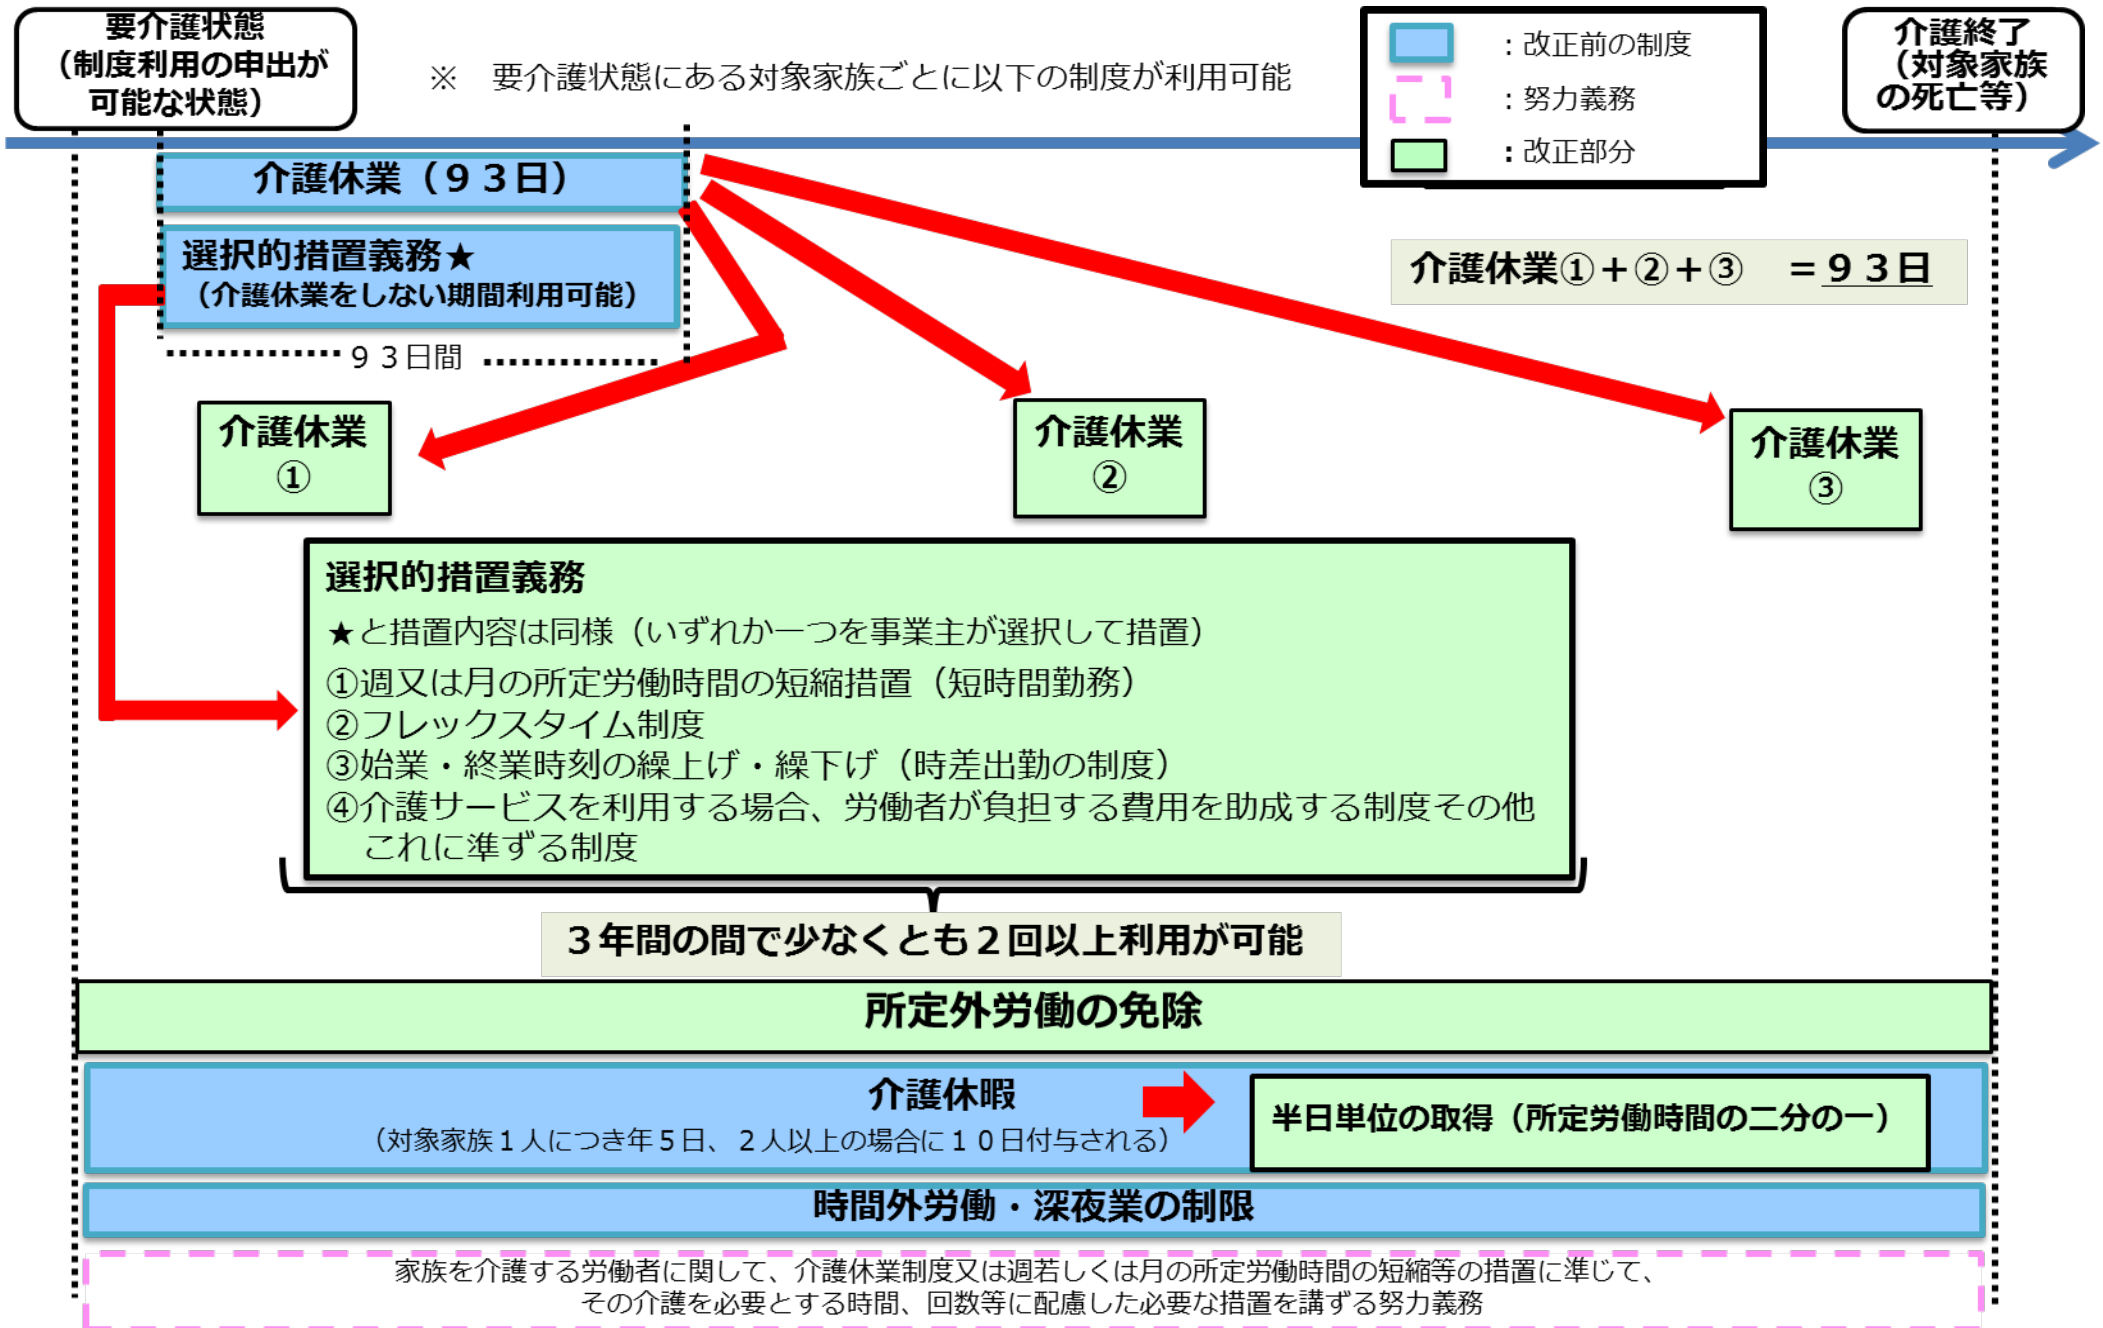 要介護状態
（制度利用の申出が
可能な状態）
※　要介護状態にある対象家族ごとに以下の制度が利用可能
：改正前の制度
：努力義務
：改正部分
介護終了
（対象家族
の死亡等）
介護休業（９３日）
選択的措置義務★
（介護休業をしない期間利用可能）
９３日間
介護休業①＋②＋③　＝９３日
介護休業
①
介護休業
②
介護休業
③
選択的措置義務
★と措置内容は同様（いずれか一つを事業主が選択して措置）
①週又は月の所定労働時間の短縮措置（短時間勤務）
②フレックスタイム制度
③始業・終業時刻の繰上げ・繰下げ（時差出勤の制度）
④介護サービスを利用する場合、労働者が負担する費用を助成する制度その他
これに準ずる制度
３年間の間で少なくとも２回以上利用が可能
所定外労働の免除
介護休暇
（対象家族１人につき年５日、２人以上の場合に１０日付与される）
半日単位の取得（所定労働時間の二分の一）
時間外労働・深夜業の制限
家族を介護する労働者に関して、介護休業制度又は週若しくは月の所定労働時間の短縮等の措置に準じて、
その介護を必要とする時間、回数等に配慮した必要な措置を講ずる努力義務